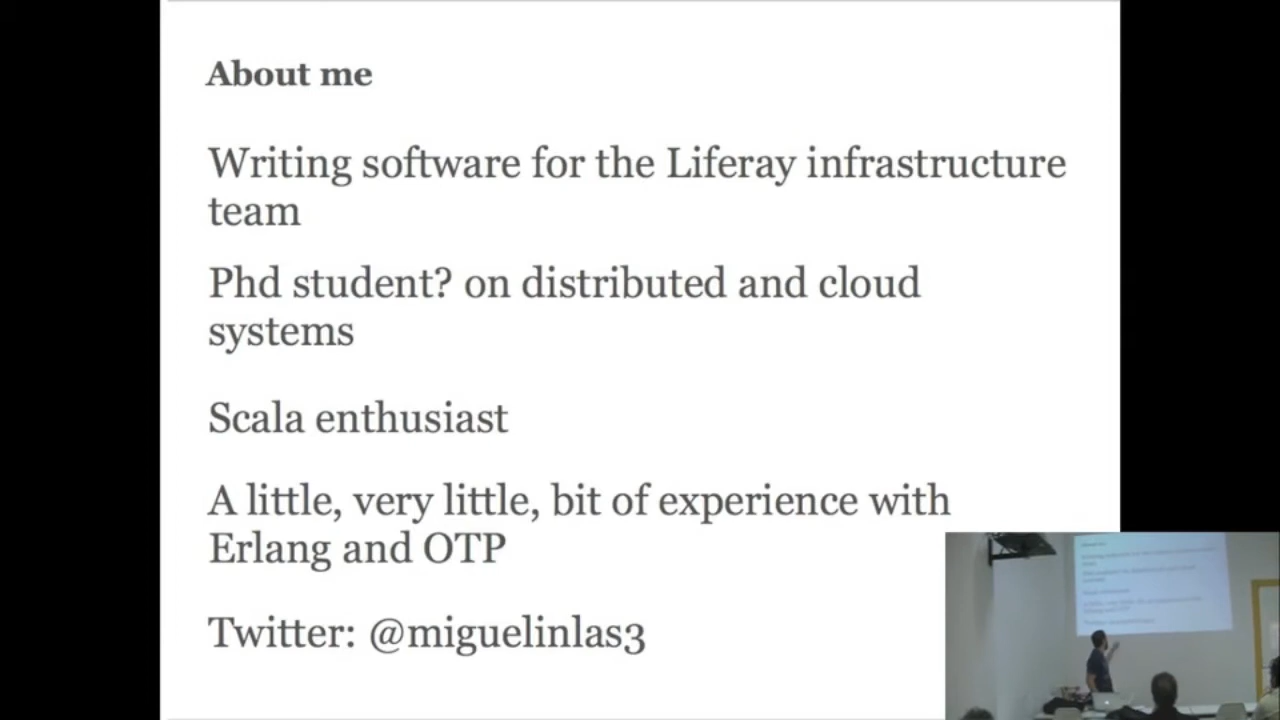 About me
Writing software for the Liferay infrastructure
team
Phd student? on distributed and cloud
systems
Scala enthusiast
A little, very little, bit of experience with
Erlang and OTP
Twitter: @miguelinlas3